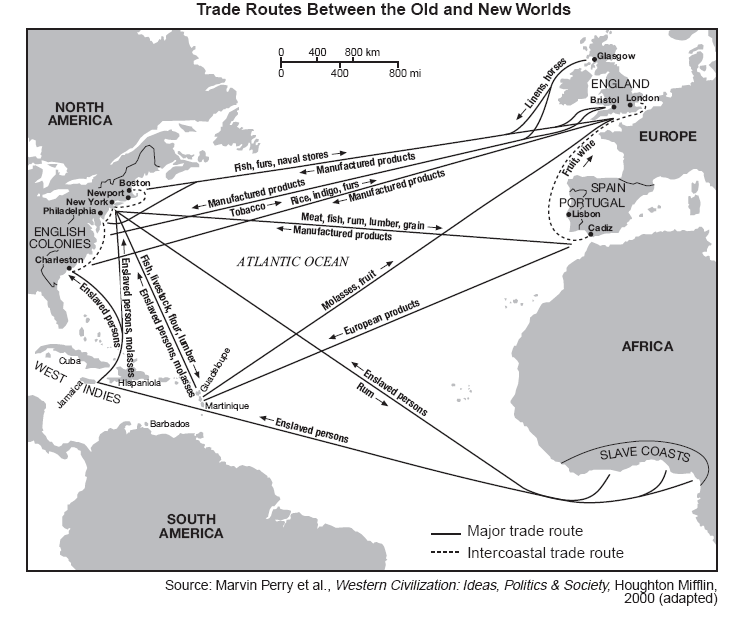 Trade Routes Between the Old and New Worlds
0 400 800 km
0 400 800 mi
Glasgow
Linens, horses
ENGLAND
Bristol
London
NORTH
AMERICA
EUROPE
Fish, furs, naval stores
Manufactured products
Fruit, wine
Boston
Newport
New York
Philadelphia
Manufactured products
Tobacco
Rice, indigo, furs
Manufactured products
SPAIN
PORTUGAL
Lisbon
Cadiz
ENGLISH
COLONIES
Charleston
Meat, fish, rum, lumber, grain
Manufactured products
ATLANTIC OCEAN
Enslaved persons
Enslaved persons, molasses
Fish, livestock, flour, lumber
Enslaved persons, molasses
Molasses, fruit
European products
AFRICA
Cuba
WEST
INDIES
Jamaica
Hispaniola
Guadelupe
Martinique
Barbados
Enslaved persons
Rum
Enslaved persons
SLAVE COASTS
SOUTH
AMERICA
Major trade route
Intercoastal trade route
Source: Marvin Perry et al., Western Civilization: Ideas, Politics & Society, Houghton Mifflin,
2000 (adapted)